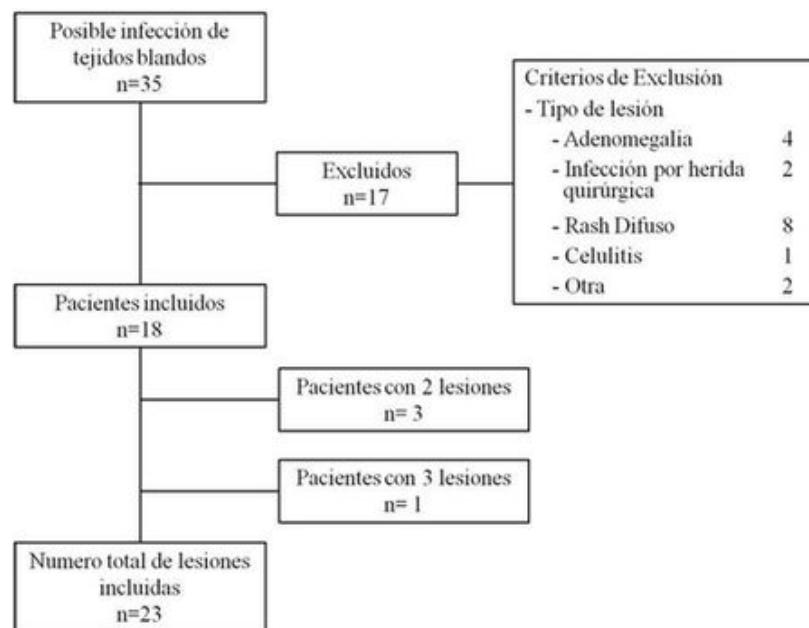 Posible infección de
tejidos blandos
n=35
Criterios de Exclusión
- Tipo de lesión
- Adenomegalia 4
- Infección por herida 2
quirúrgica
- Rash Difuso 8
- Celulitis 1
- Otra 2
Excluidos
n=17
Pacientes incluidos
n=18
Pacientes con 2 lesiones
n= 3
Pacientes con 3 lesiones
n= 1
Numero total de lesiones
incluidas
n=23